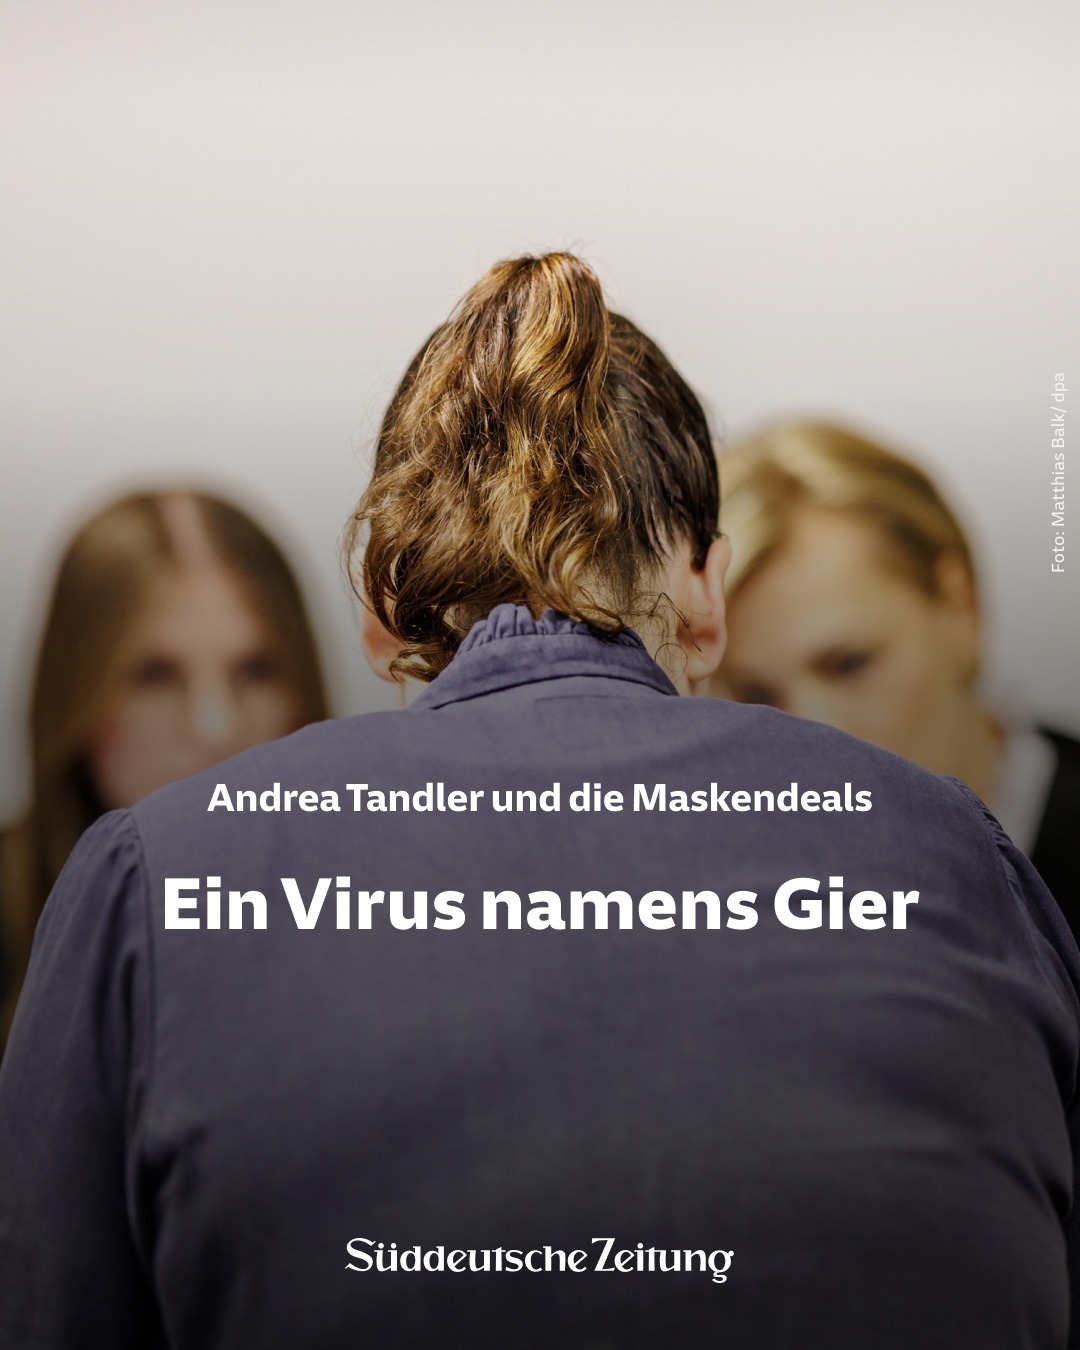 Foto: Matthias Balk/ dpa
Andrea Tandler und die Maskendeals
Ein Virus namens Gier
Süddeutsche Zeitung